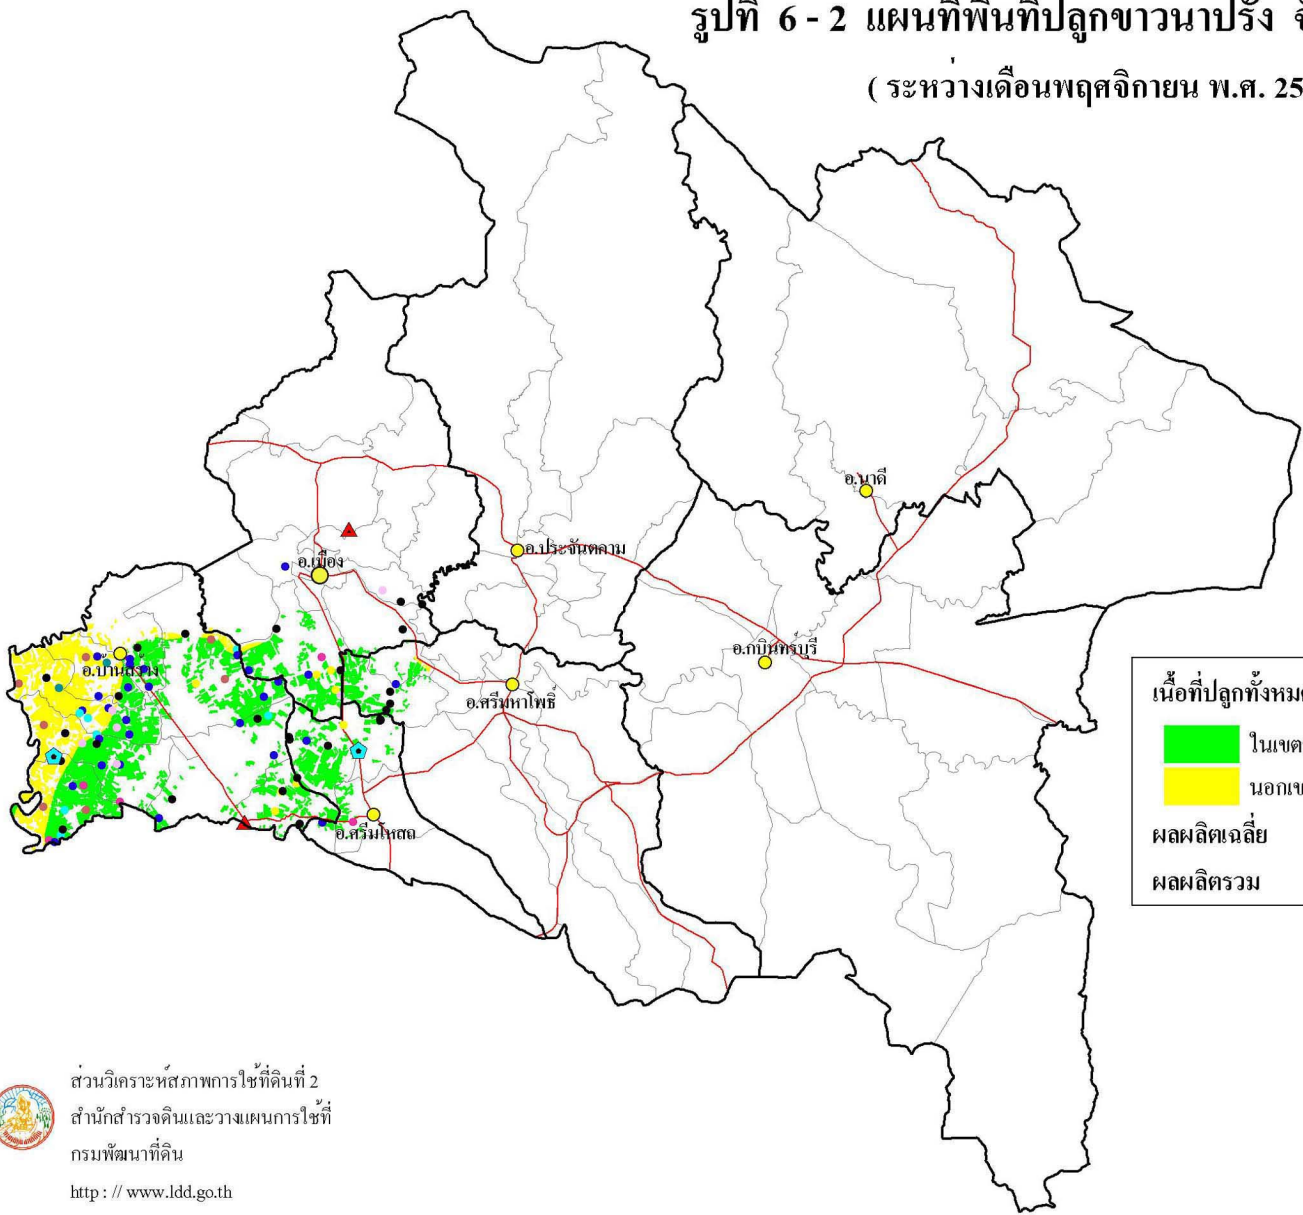 รูปที่ 6 - 2 แผนที่พื้นที่ปลูกข้าวนาปรัง
( ระหว่างเดือนพฤศจิกายน พ.ศ. 25
อ.นาดี
อ.ประจันตคาม
อ.เมือง
อ.กบินทร์บุรี
อ.บ้านสร้าง
อ.ศรีมหาโพธิ์
อ.ศรีมโหสถ
เนื้อที่ปลูกทั้งหมด
ในเขต
นอกเข
ผลผลิตเฉลี่ย
ผลผลิตรวม
ส่วนวิเคราะห์สภาพการใช้ที่ดินที่ 2
สำนักสำรวจดินและวางแผนการใช้ที่
กรมพัฒนาที่ดิน
http : // www.ldd.go.th